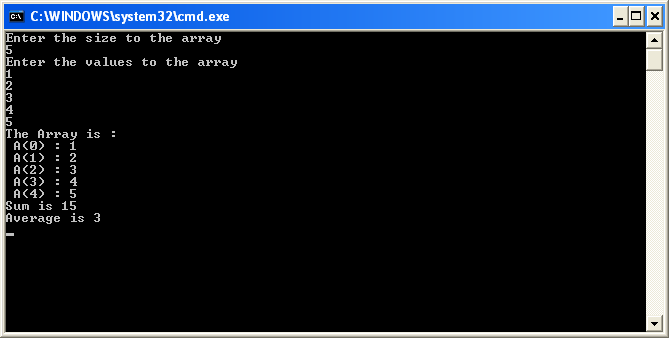 C:\WINDOWS\system32\cmd.exe
Enter the size to the array
5
Enter the values to the array
1
2
3
4
5
The Array is :
 A(0) : 1
 A(1) : 2
 A(2) : 3
 A(3) : 4
 A(4) : 5
Sum is 15
Average is 3